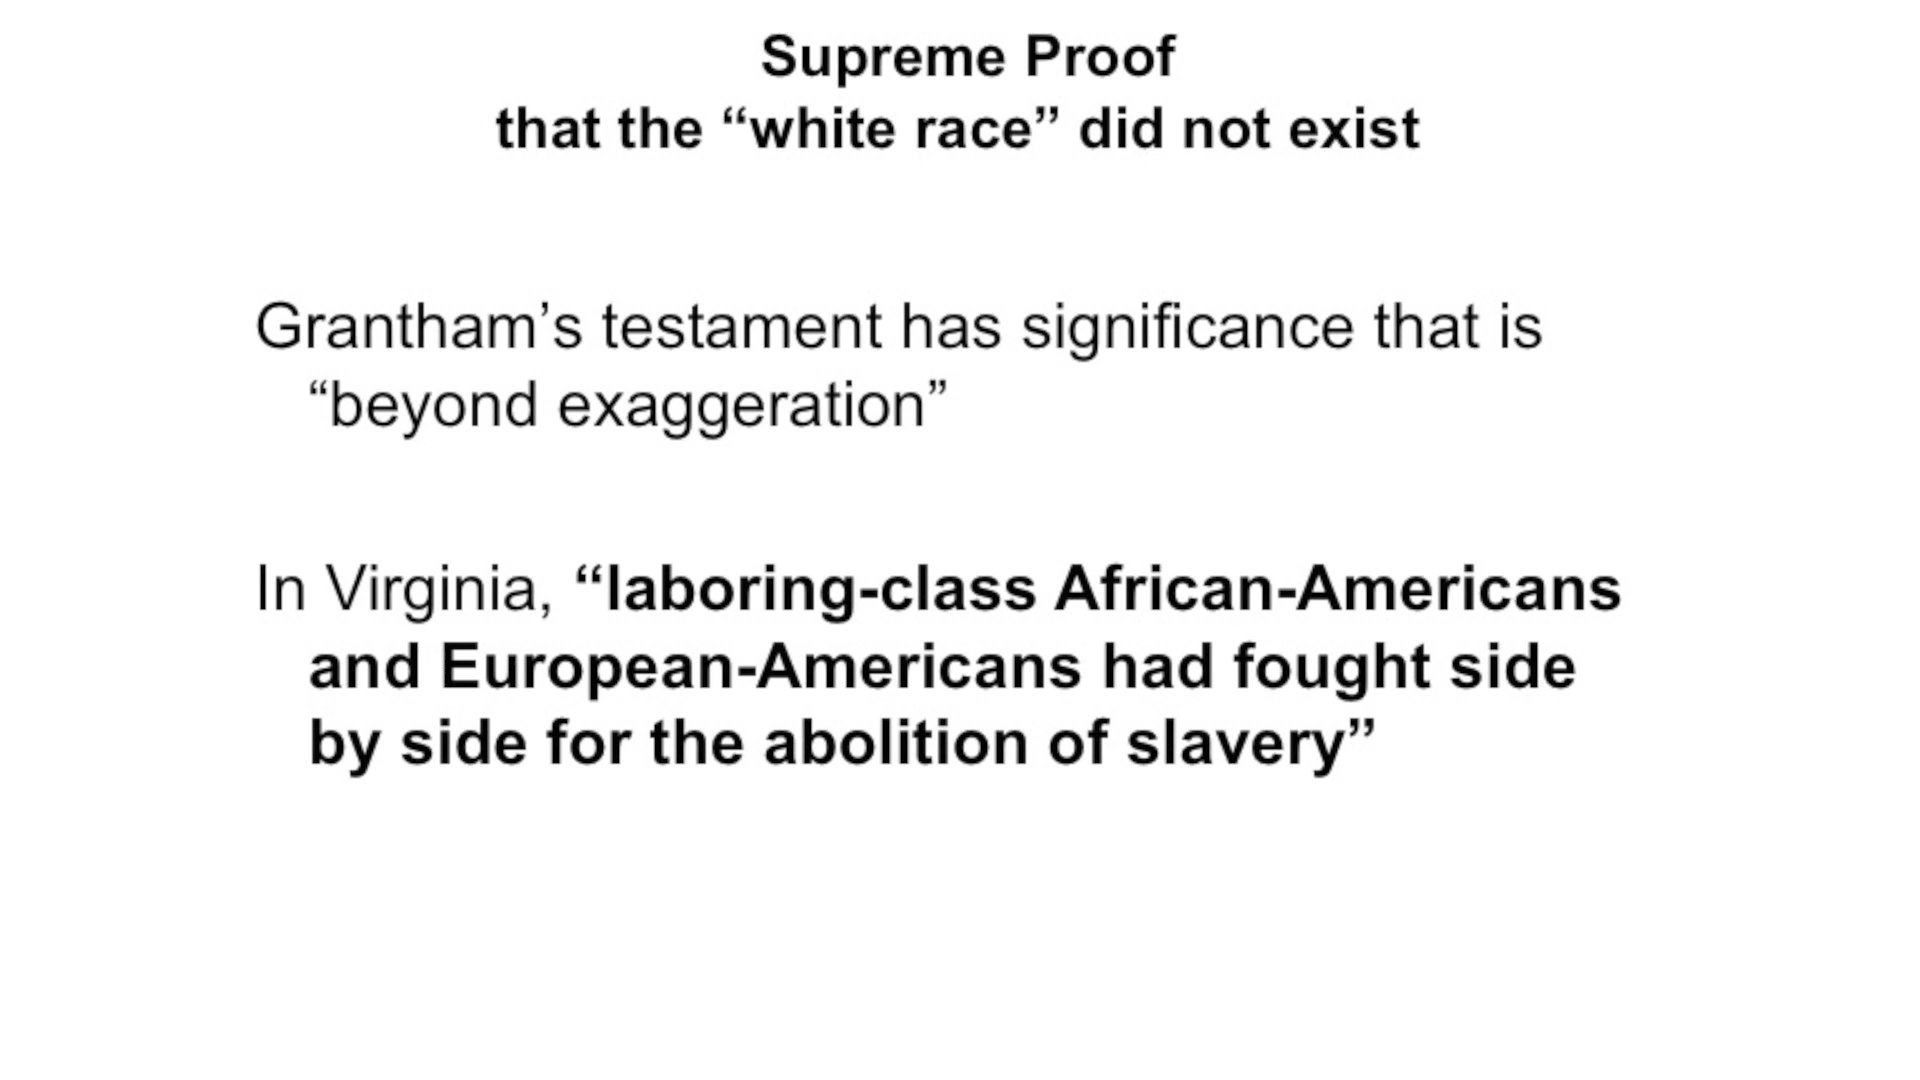 Supreme Proof
that the “white race” did not exist
Grantham’s testament has significance that is
“beyond exaggeration”
In Virginia, “laboring-class African-Americans
and European-Americans had fought side
by side for the abolition of slavery”